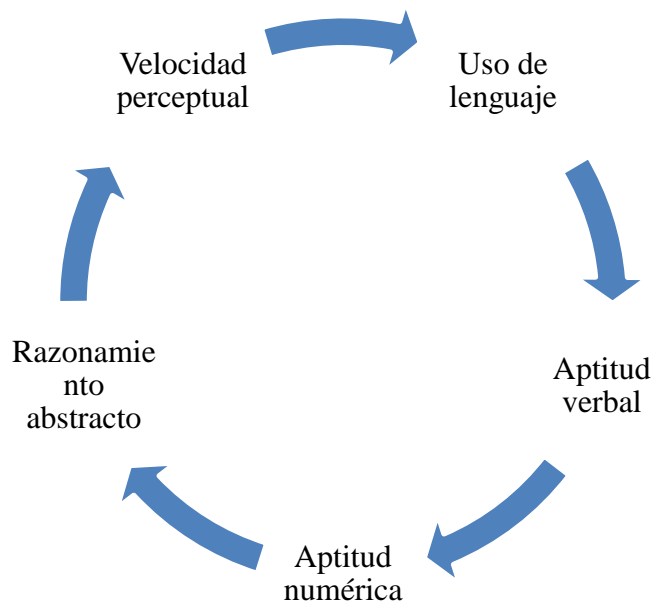 Velocidad
perceptual
Uso de
lenguaje
Aptitud
verbal
Aptitud
numérica
Razonamie
nto
abstracto